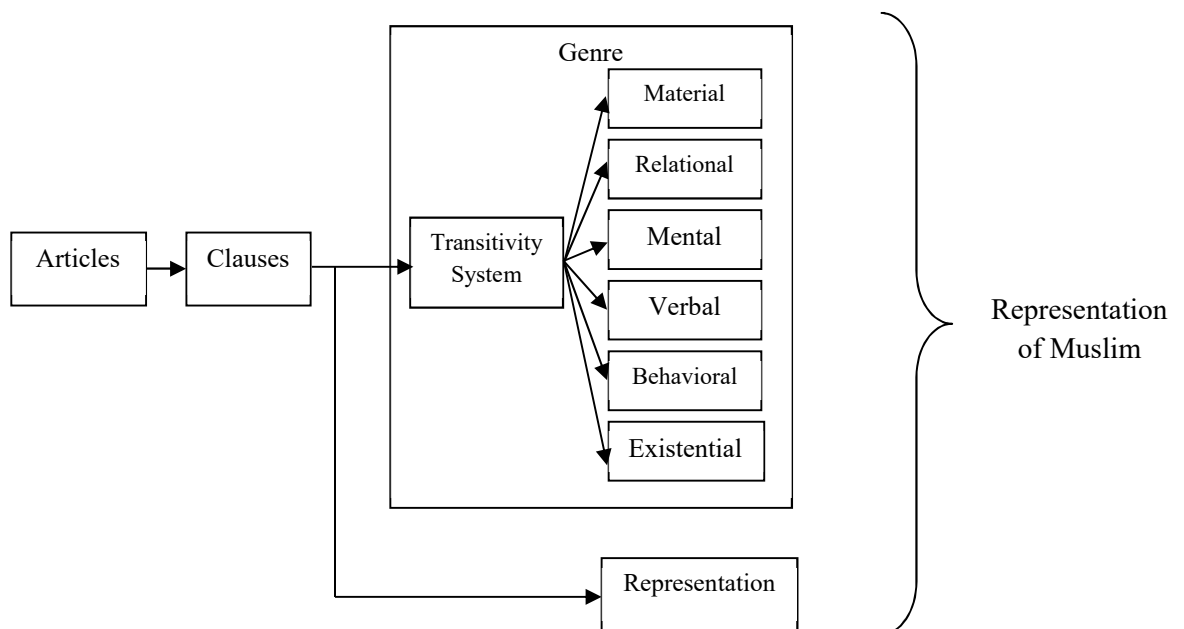 Genre
Material
Relational
Mental
Verbal
Behavioral
Existential
Articles
Clauses
Transitivity
System
Representation
Representation
of Muslim